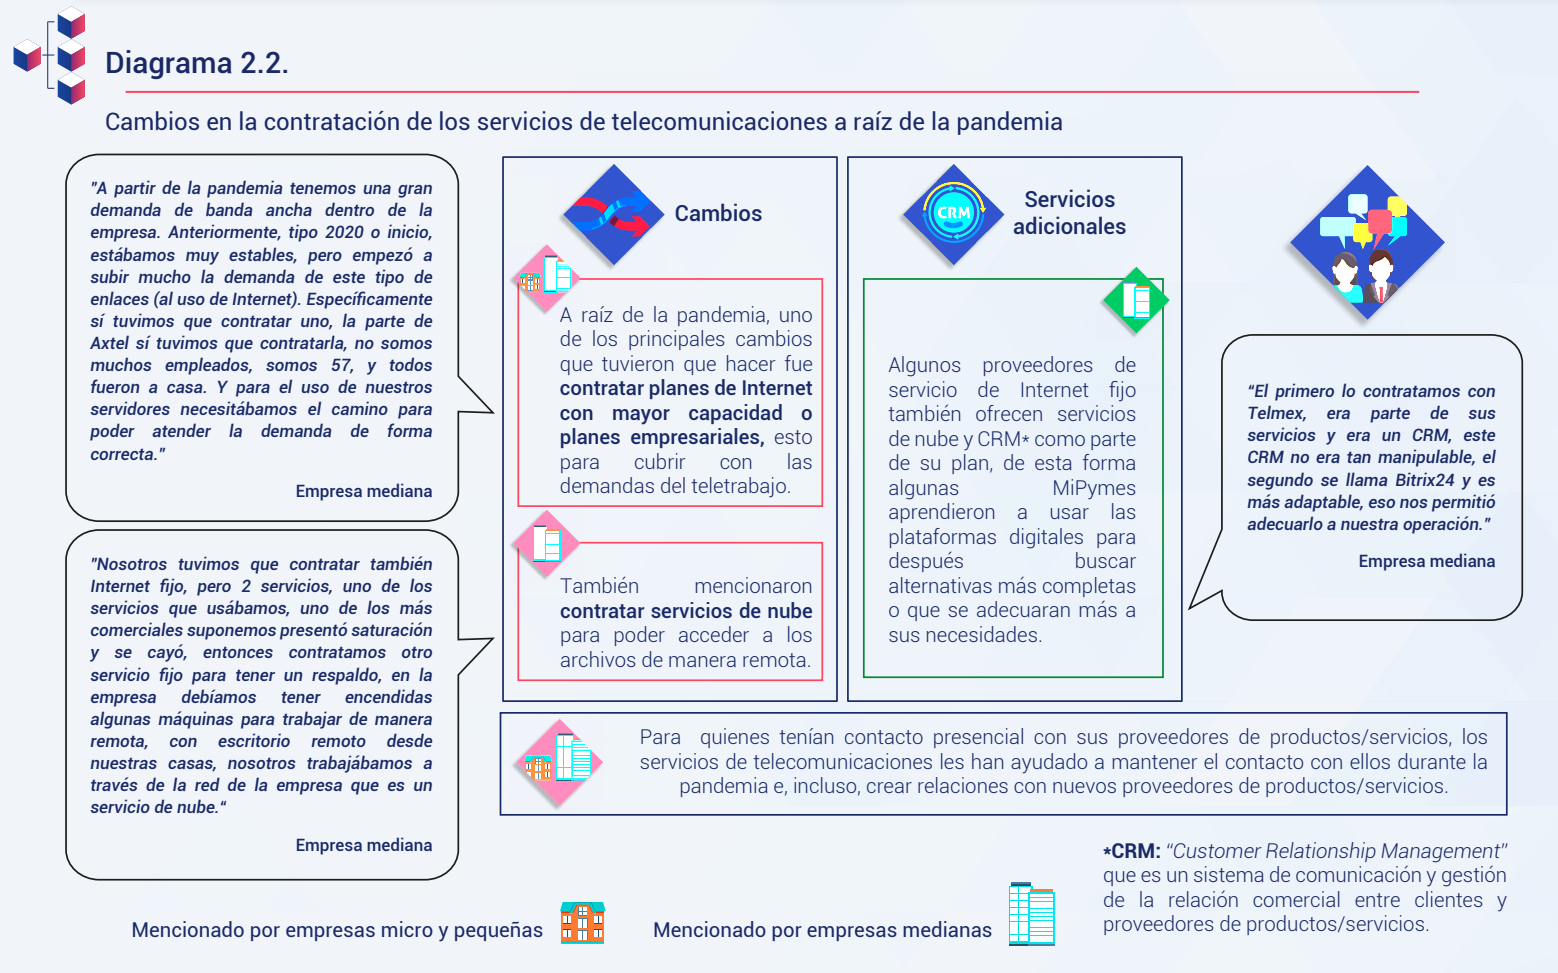 Diagrama 2.2.
Cambios en la contratación de los servicios de telecomunicaciones a raíz de la pandemia
"A partir de la pandemia tenemos una gran
demanda de banda ancha dentro de la
empresa. Anteriormente, tipo 2020 o inicio,
estábamos muy estables, pero empezó a
subir mucho la demanda de este tipo de
enlaces (al uso de Internet). Específicamente
sí tuvimos que contratar uno, la parte de
Axtel sí tuvimos que contratarla, no somos
muchos empleados, somos 57, y todos
fueron a casa. Y para el uso de nuestros
servidores necesitábamos el camino para
poder atender la demanda de forma
correcta."
Empresa mediana
"Nosotros tuvimos que contratar también
Internet fijo, pero 2 servicios, uno de los
servicios que usábamos, uno de los más
comerciales suponemos presentó saturación
y se cayó, entonces contratamos otro
servicio fijo para tener un respaldo, en la
empresa debíamos tener encendidas
algunas máquinas para trabajar de manera
remota, con escritorio remoto desde
nuestras casas, nosotros trabajábamos a
través de la red de la empresa que es un
servicio de nube.“
Empresa mediana
Cambios
A raíz de la pandemia, uno
de los principales cambios
que tuvieron que hacer fue
contratar planes de Internet
con mayor capacidad o
planes empresariales, esto
para cubrir con las
demandas del teletrabajo.
También mencionaron
contratar servicios de nube
para poder acceder a los
archivos de manera remota.
CRM
Servicios
adicionales
Algunos proveedores de
servicio de Internet fijo
también ofrecen servicios
de nube y CRM* como parte
de su plan, de esta forma
algunas MiPymes
aprendieron a usar las
plataformas digitales para
después buscar
alternativas más completas
o que se adecuaran más a
sus necesidades.
“El primero lo contratamos con
Telmex, era parte de sus
servicios y era un CRM, este
CRM no era tan manipulable, el
segundo se llama Bitrix24 y es
más adaptable, eso nos permitió
adecuarlo a nuestra operación."
Empresa mediana
Para quienes tenían contacto presencial con sus proveedores de productos/servicios, los
servicios de telecomunicaciones les han ayudado a mantener el contacto con ellos durante la
pandemia e, incluso, crear relaciones con nuevos proveedores de productos/servicios.
*CRM: “Customer Relationship Management”
que es un sistema de comunicación y gestión
de la relación comercial entre clientes y
proveedores de productos/servicios.
Mencionado por empresas micro y pequeñas
Mencionado por empresas medianas